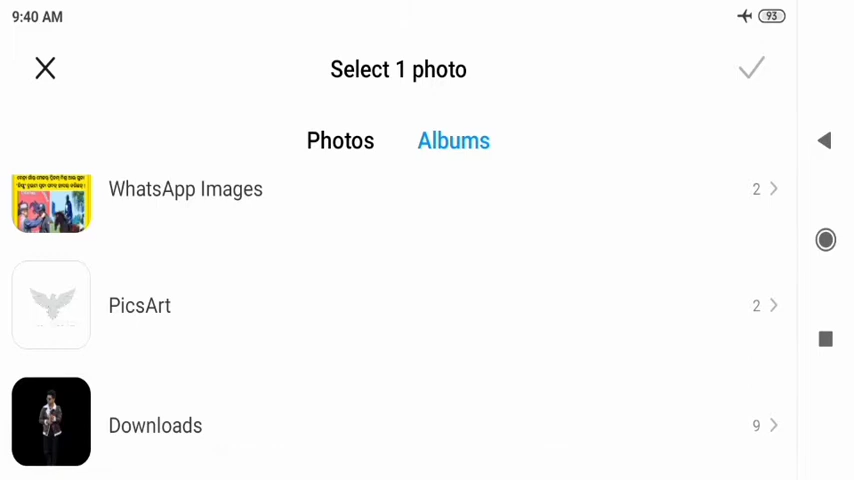 9:40 AM
93
Select 1 photo
Photos
Albums
WhatsApp Images
2
PicsArt
2
Downloads
9